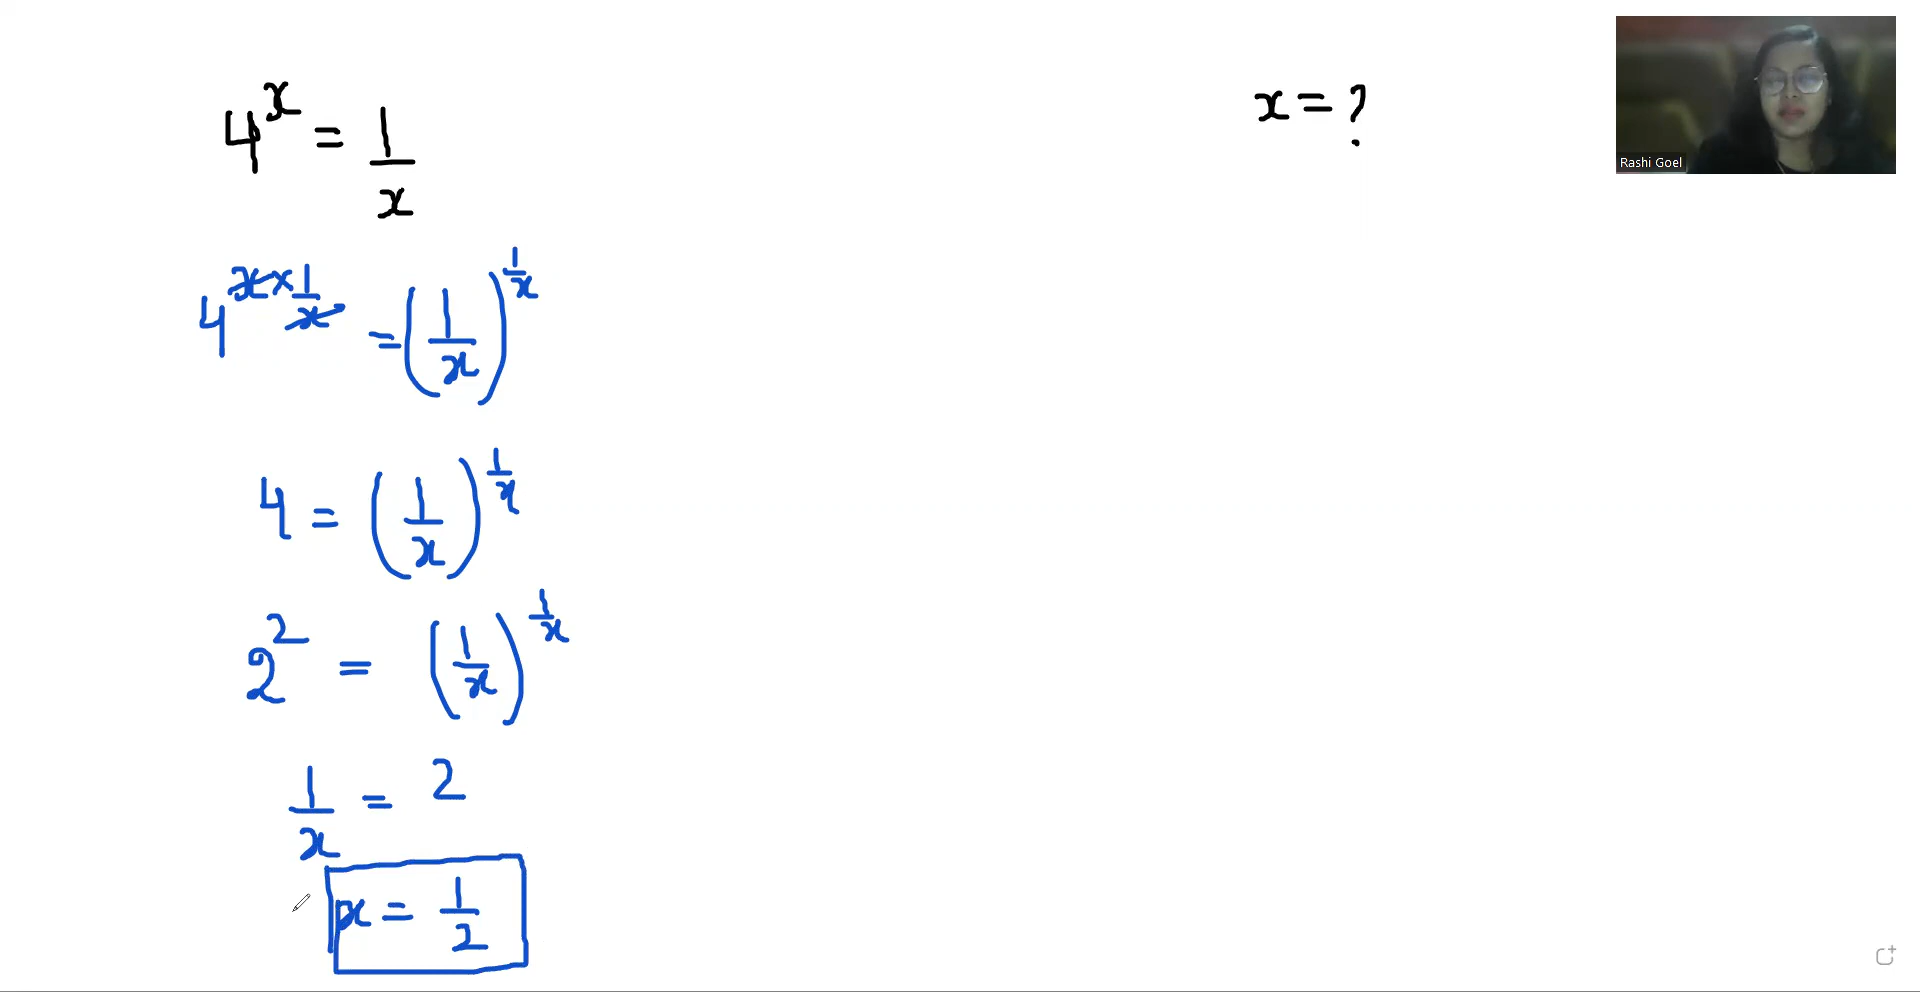 4^x = 1/x
x = ?
Rashi Goel
4^(x × 1/x) = (1/x)^(1/x)
4 = (1/x)^(1/x)
2^2 = (1/x)^(1/x)
1/x = 2
x = 1/2